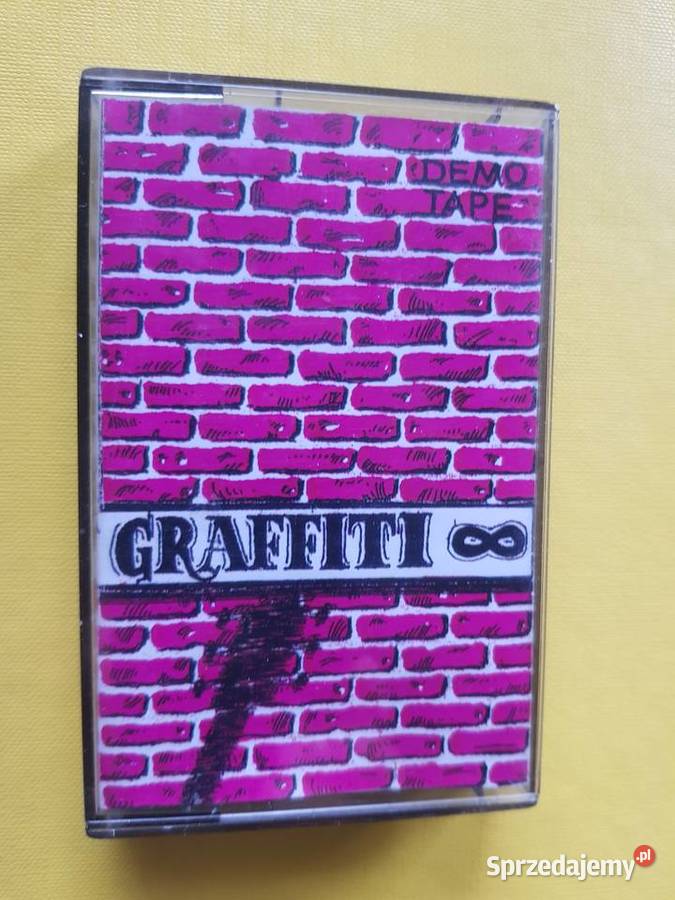 DEMO
TAPE
GRAFFITI ∞
Sprzedajemy.pl